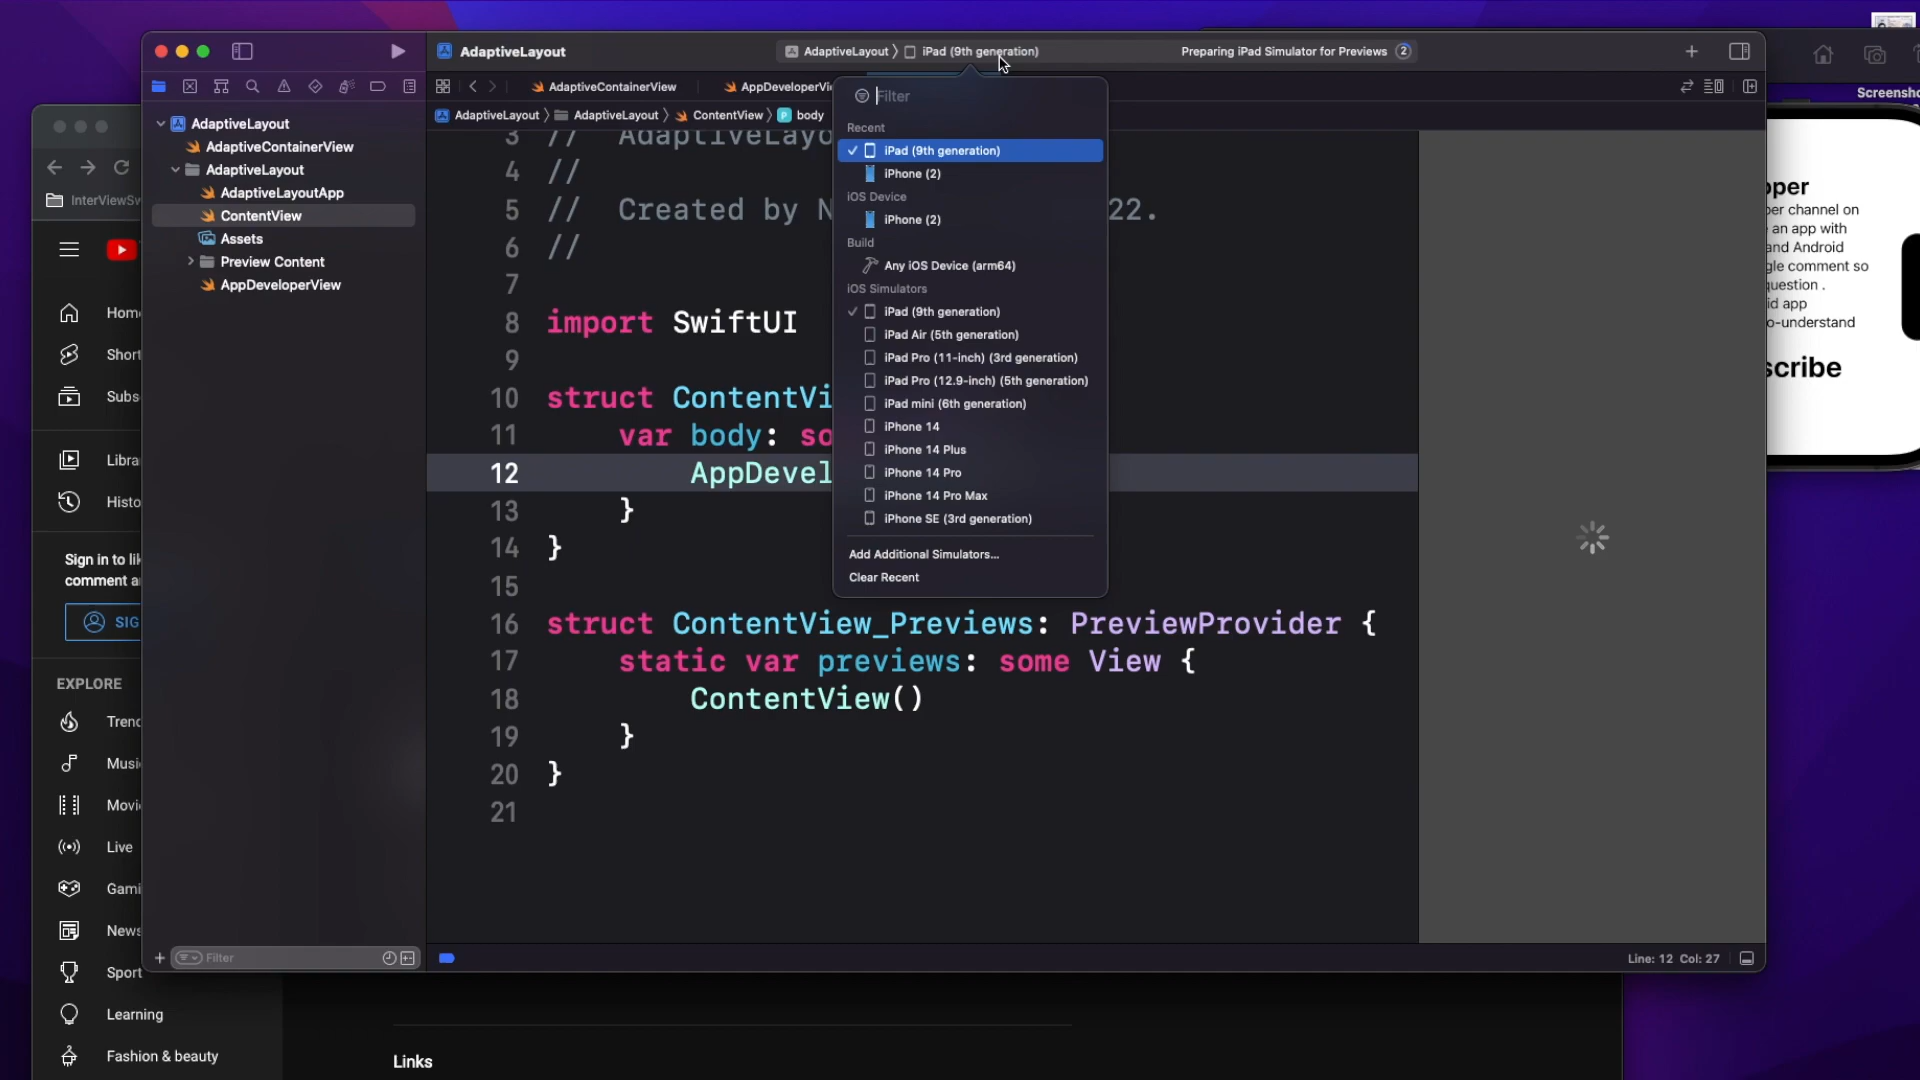 AdaptiveLayout
AdaptiveLayout
iPad (9th generation)
Preparing iPad Simulator for Previews
2
AdaptiveContainerView
AppDeveloperVi
AdaptiveLayout
AdaptiveLayout
ContentView
body
AdaptiveLayout
AdaptiveContainerView
AdaptiveLayout
AdaptiveLayoutApp
ContentView
Assets
Preview Content
AppDeveloperView
Filter
3 // AdaptiveLayo
4 //
5 // Created by N 22.
6 //
7
8 import SwiftUI
9
10 struct ContentVi
11 var body: so
12 AppDevel
13 }
14 }
15
16 struct ContentView_Previews: PreviewProvider {
17 static var previews: some View {
18 ContentView()
19 }
20 }
21
Filter
Recent
iPad (9th generation)
iPhone (2)
iOS Device
iPhone (2)
Build
Any iOS Device (arm64)
iOS Simulators
iPad (9th generation)
iPad Air (5th generation)
iPad Pro (11-inch) (3rd generation)
iPad Pro (12.9-inch) (5th generation)
iPad mini (6th generation)
iPhone 14
iPhone 14 Plus
iPhone 14 Pro
iPhone 14 Pro Max
iPhone SE (3rd generation)
Add Additional Simulators...
Clear Recent
Line: 12 Col: 27
InterViewSw
Hom
Short
Subs
Libra
Histo
Sign in to lik
comment a
SIG
EXPLORE
Trend
Musi
Movi
Live
Gami
News
Sport
Learning
Fashion & beauty
Links
Screensho
oper
per channel on
an app with
and Android
gle comment so
question .
id app
o-understand
scribe